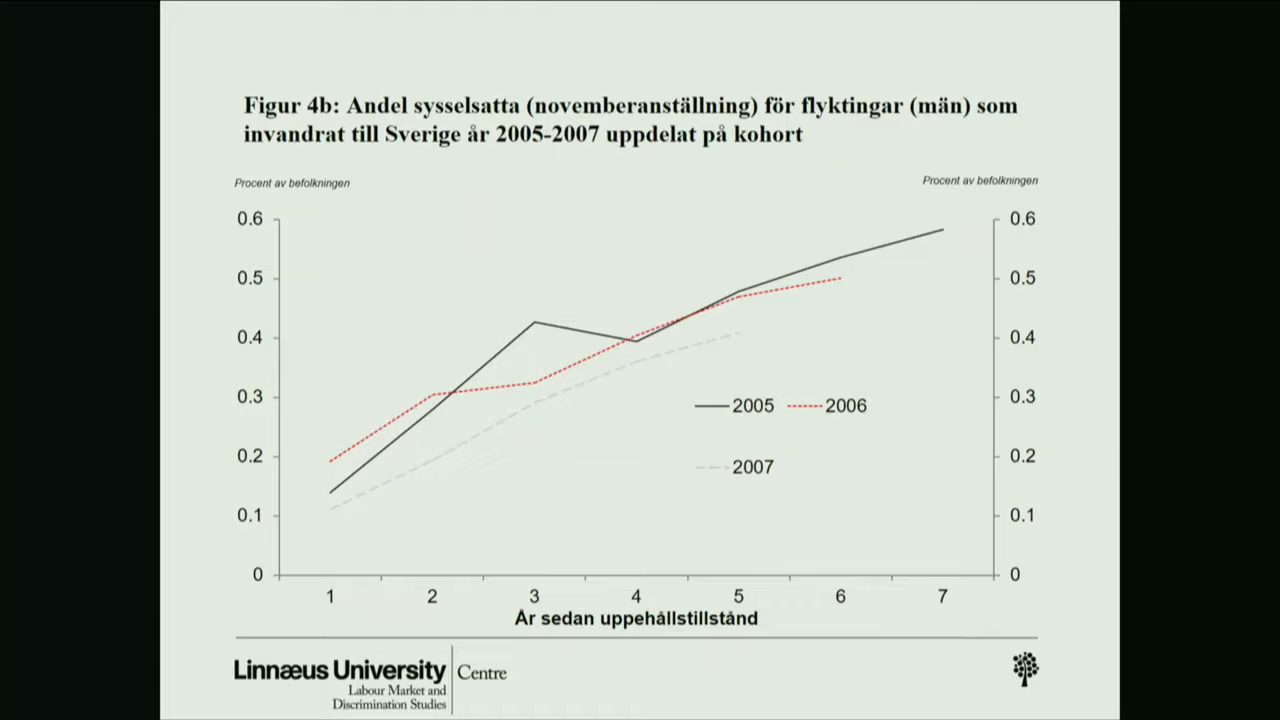 Figur 4b: Andel sysselsatta (novemberanställning) för flyktingar (män) som
invandrat till Sverige år 2005-2007 uppdelat på kohort
Procent av befolkningen
Procent av befolkningen
0.6
0.6
0.5
0.5
0.4
0.4
0.3
0.3
2005
2006
0.2
0.2
2007
0.1
0.1
0
0
1 2 3 4 5 6 7
År sedan uppehållstillstånd
Linnæus University
Centre
Labour Market and
Discrimination Studies